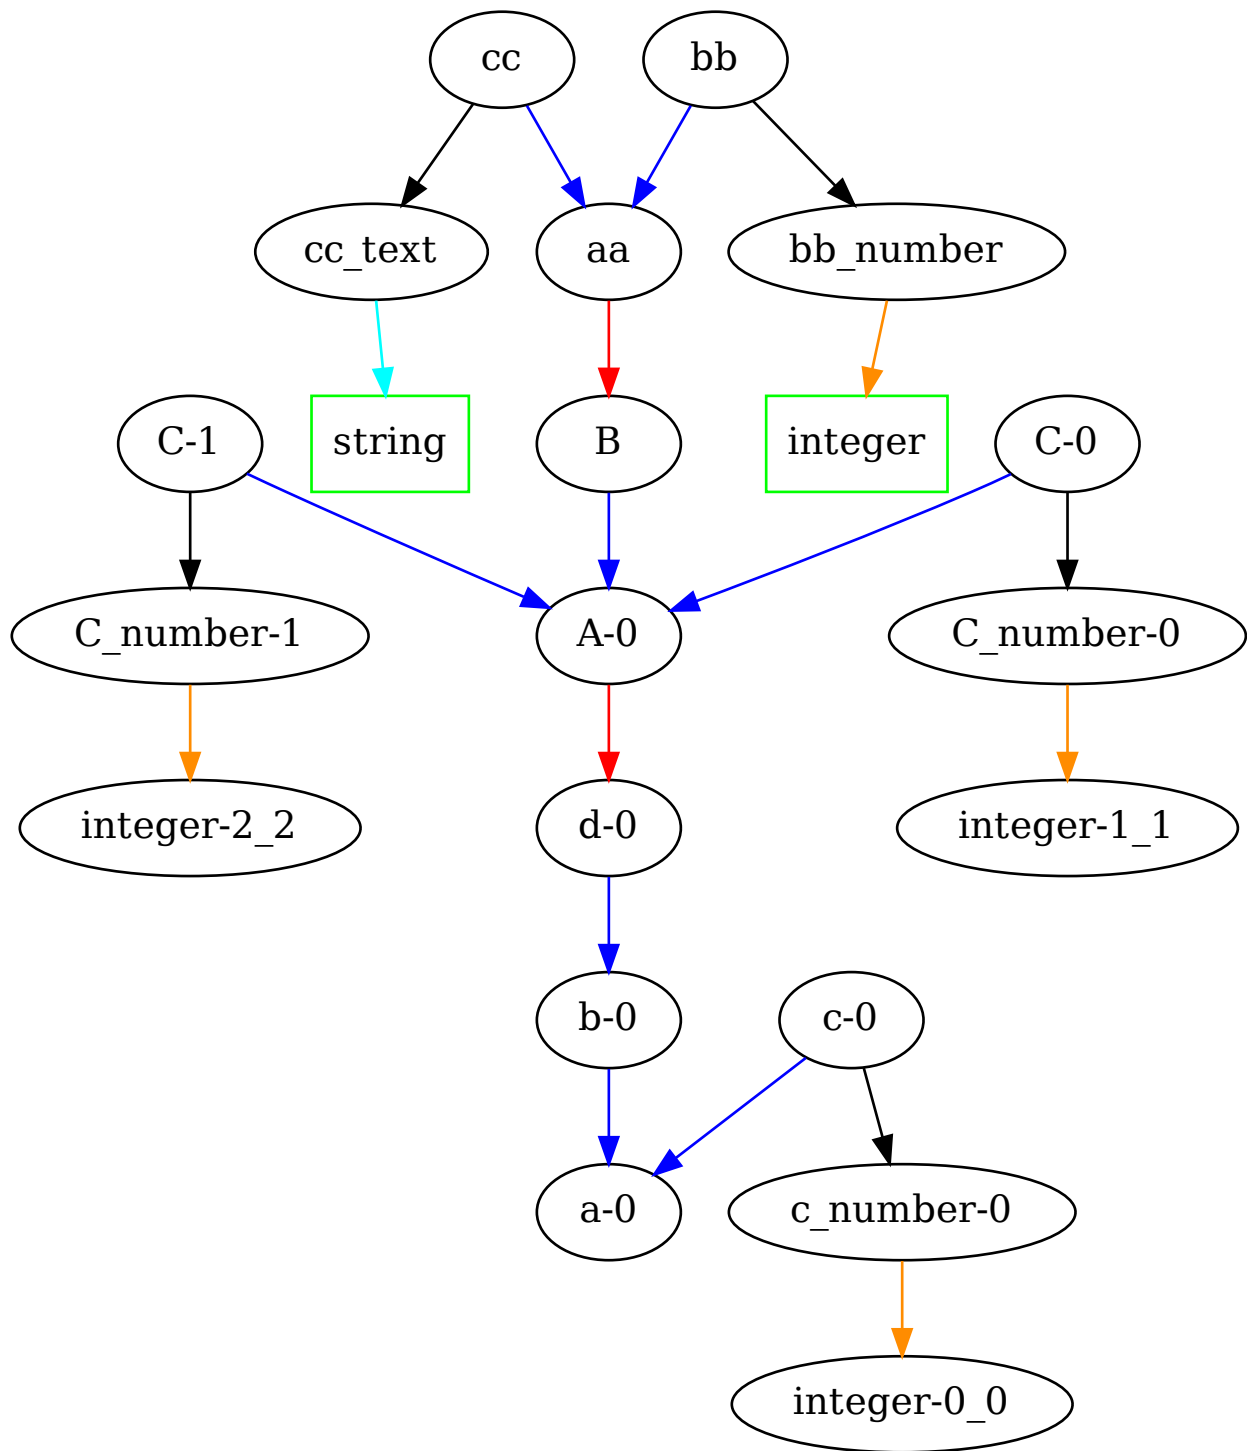 cc
bb
cc_text
aa
bb_number
C-1
string
B
integer
C-0
C_number-1
A-0
C_number-0
integer-2_2
d-0
integer-1_1
b-0
c-0
a-0
c_number-0
integer-0_0